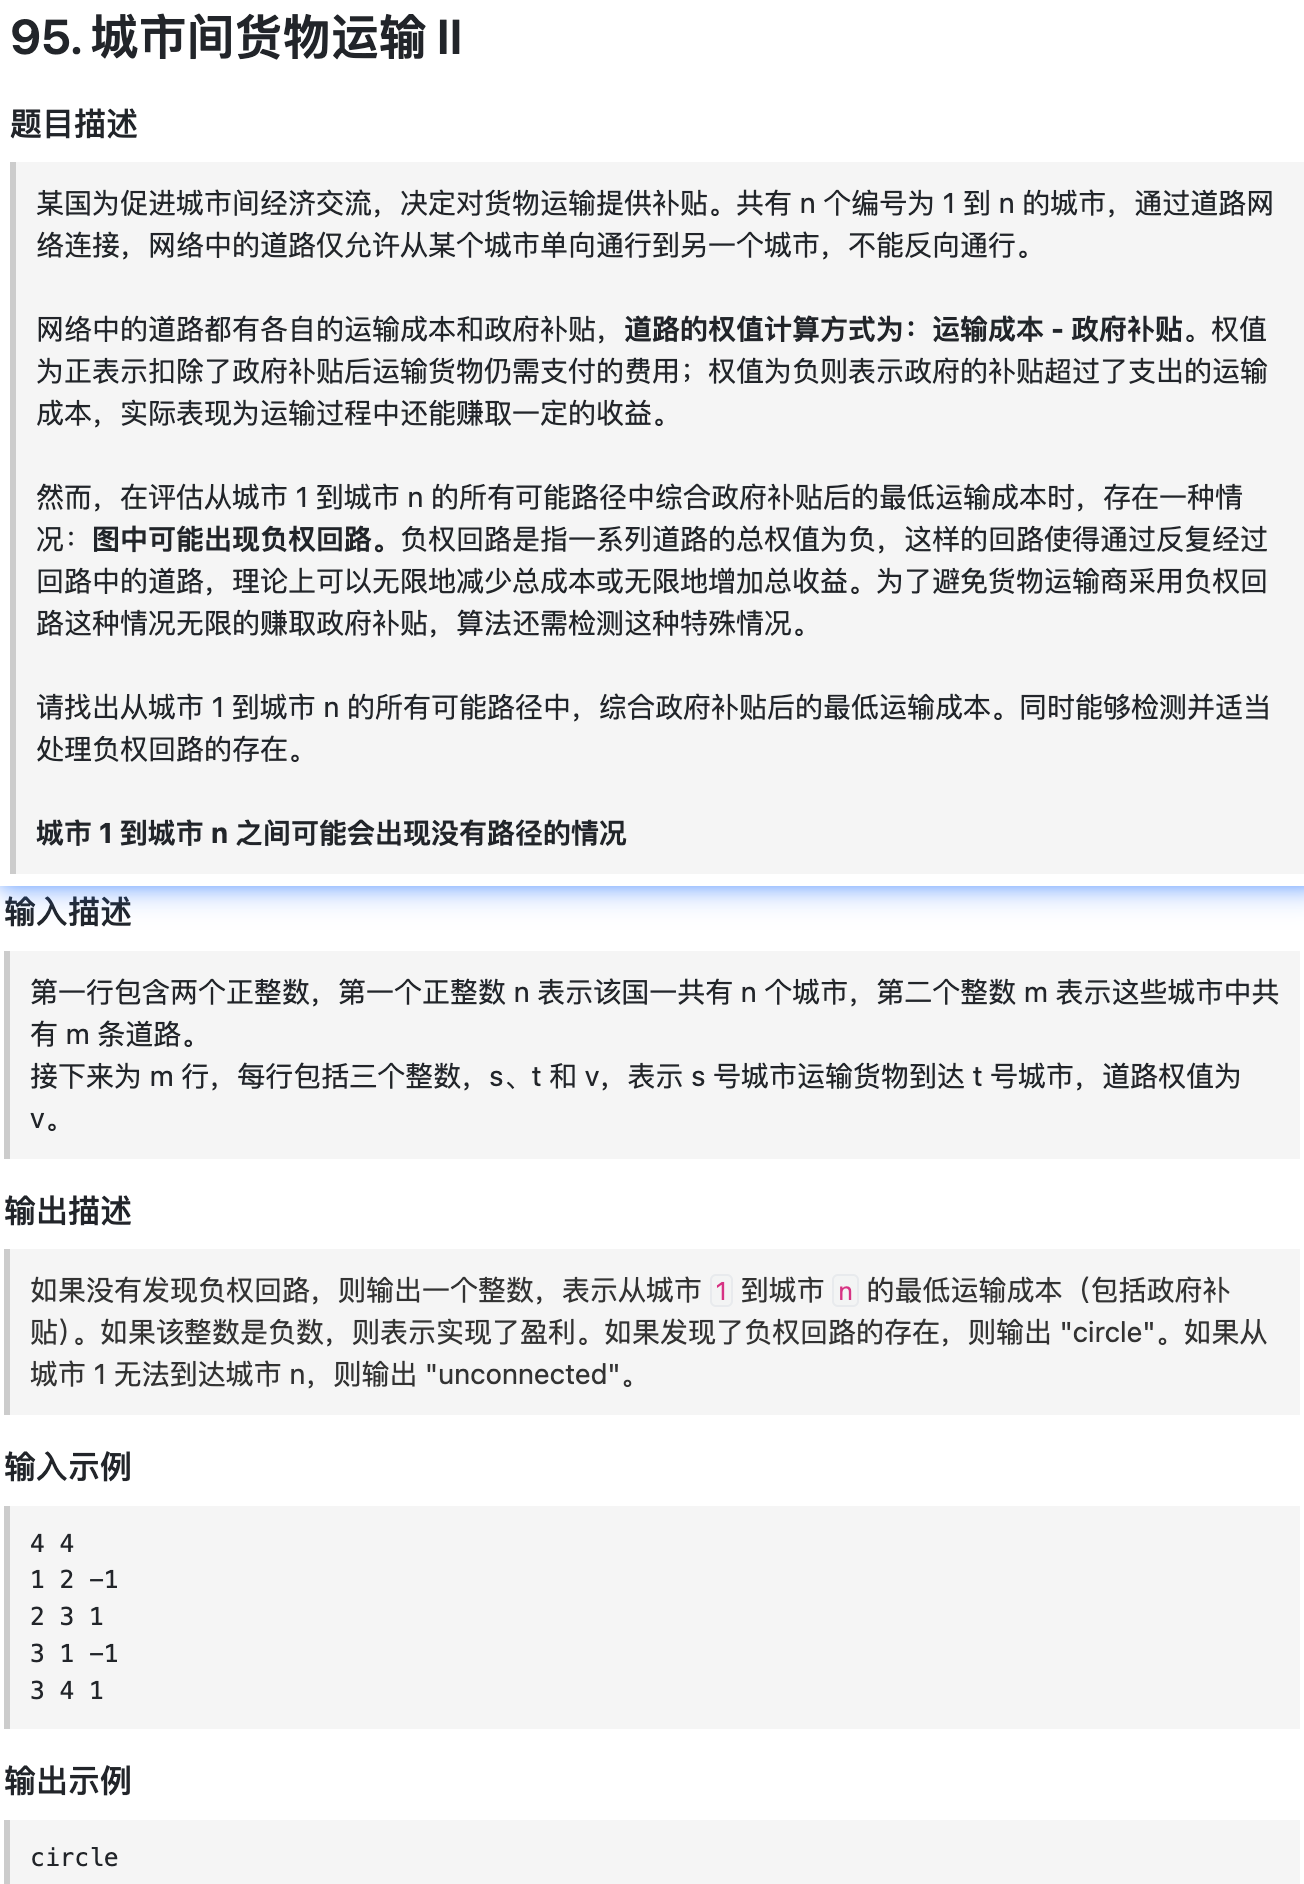 95. 城市间货物运输 II
题目描述
某国为促进城市间经济交流，决定对货物运输提供补贴。共有 n 个编号为 1 到 n 的城市，通过道路网
络连接，网络中的道路仅允许从某个城市单向通行到另一个城市，不能反向通行。
网络中的道路都有各自的运输成本和政府补贴，道路的权值计算方式为：运输成本 - 政府补贴。权值
为正表示扣除了政府补贴后运输货物仍需支付的费用；权值为负则表示政府的补贴超过了支出的运输
成本，实际表现为运输过程中还能赚取一定的收益。
然而，在评估从城市 1 到城市 n 的所有可能路径中综合政府补贴后的最低运输成本时，存在一种情
况：图中可能出现负权回路。负权回路是指一系列道路的总权值为负，这样的回路使得通过反复经过
回路中的道路，理论上可以无限地减少总成本或无限地增加总收益。为了避免货物运输商采用负权回
路这种情况无限的赚取政府补贴，算法还需检测这种特殊情况。
请找出从城市 1 到城市 n 的所有可能路径中，综合政府补贴后的最低运输成本。同时能够检测并适当
处理负权回路的存在。
城市 1 到城市 n 之间可能会出现没有路径的情况
输入描述
第一行包含两个正整数，第一个正整数 n 表示该国一共有 n 个城市，第二个整数 m 表示这些城市中共
有 m 条道路。
接下来为 m 行，每行包括三个整数，s、t 和 v，表示 s 号城市运输货物到达 t 号城市，道路权值为
v。
输出描述
如果没有发现负权回路，则输出一个整数，表示从城市 1 到城市 n 的最低运输成本（包括政府补
贴）。如果该整数是负数，则表示实现了盈利。如果发现了负权回路的存在，则输出 "circle"。如果从
城市 1 无法到达城市 n，则输出 "unconnected"。
输入示例
4 4
1 2 -1
2 3 1
3 1 -1
3 4 1
输出示例
circle